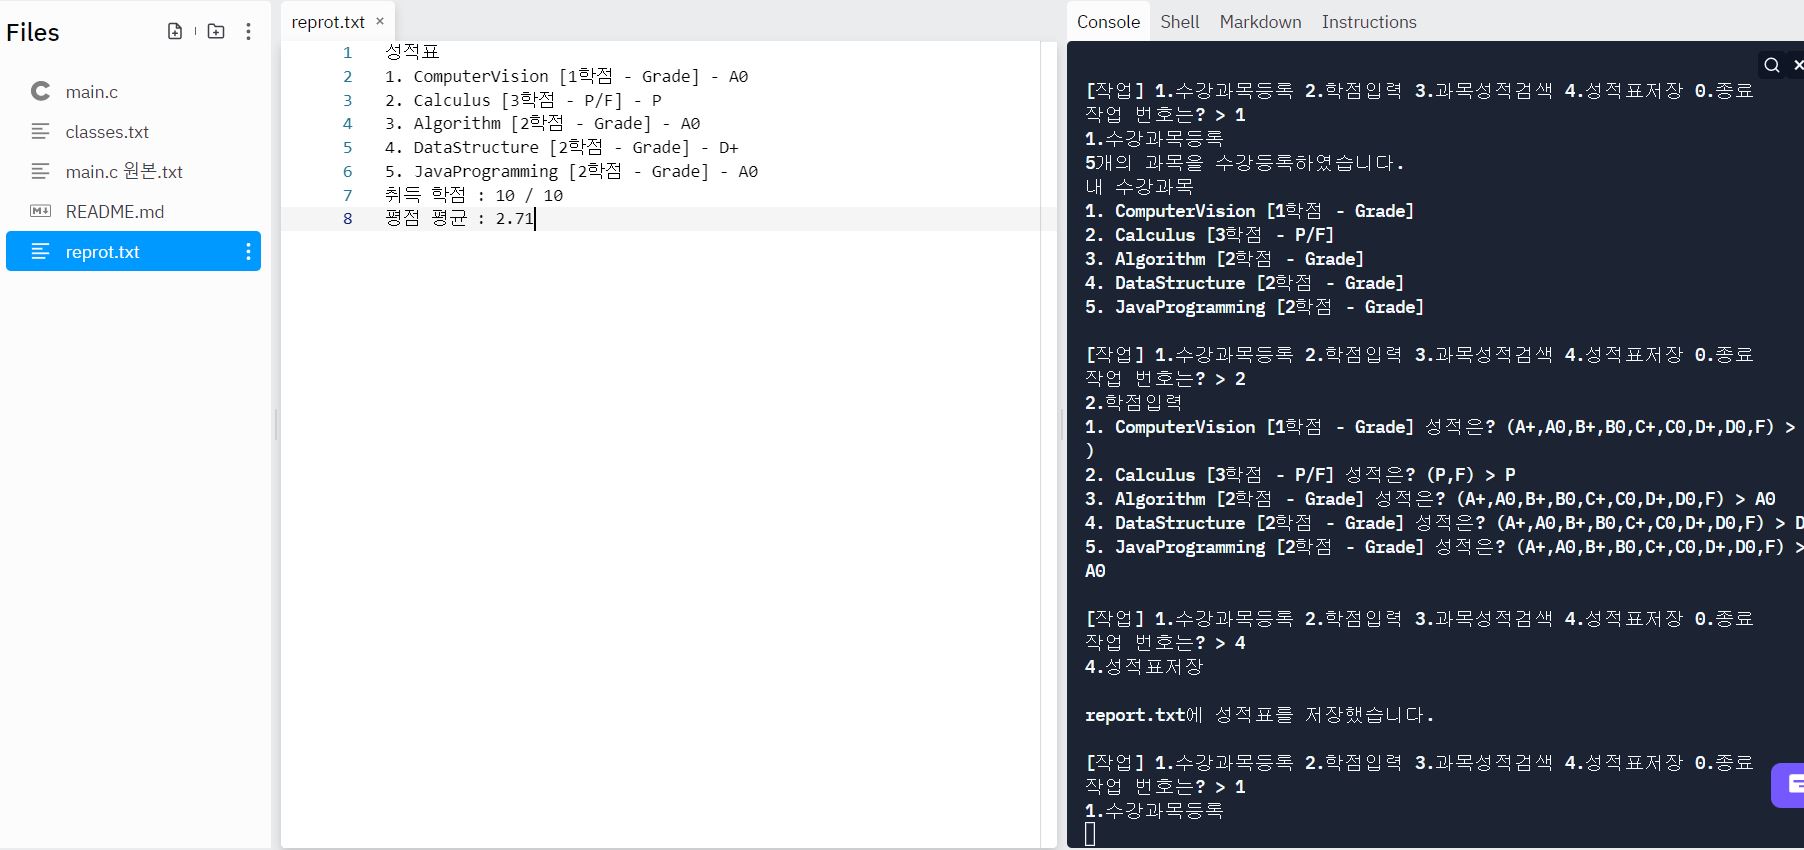 Files
main.c
classes.txt
main.c 원본.txt
README.md
reprot.txt
reprot.txt ×
1 성적표
2 1. ComputerVision [1학점 - Grade] - A0
3 2. Calculus [3학점 - P/F] - P
4 3. Algorithm [2학점 - Grade] - A0
5 4. DataStructure [2학점 - Grade] - D+
6 5. JavaProgramming [2학점 - Grade] - A0
7 취득 학점 : 10 / 10
8 평점 평균 : 2.71
Console Shell Markdown Instructions
[작업] 1.수강과목등록 2.학점입력 3.과목성적검색 4.성적표저장 0.종료
작업 번호는? > 1
1.수강과목등록
5개의 과목을 수강등록하였습니다.
내 수강과목
1. ComputerVision [1학점 - Grade]
2. Calculus [3학점 - P/F]
3. Algorithm [2학점 - Grade]
4. DataStructure [2학점 - Grade]
5. JavaProgramming [2학점 - Grade]
[작업] 1.수강과목등록 2.학점입력 3.과목성적검색 4.성적표저장 0.종료
작업 번호는? > 2
2.학점입력
1. ComputerVision [1학점 - Grade] 성적은? (A+,A0,B+,B0,C+,C0,D+,D0,F) >
)
2. Calculus [3학점 - P/F] 성적은? (P,F) > P
3. Algorithm [2학점 - Grade] 성적은? (A+,A0,B+,B0,C+,C0,D+,D0,F) > A0
4. DataStructure [2학점 - Grade] 성적은? (A+,A0,B+,B0,C+,C0,D+,D0,F) > D
5. JavaProgramming [2학점 - Grade] 성적은? (A+,A0,B+,B0,C+,C0,D+,D0,F) >
A0
[작업] 1.수강과목등록 2.학점입력 3.과목성적검색 4.성적표저장 0.종료
작업 번호는? > 4
4.성적표저장
report.txt에 성적표를 저장했습니다.
[작업] 1.수강과목등록 2.학점입력 3.과목성적검색 4.성적표저장 0.종료
작업 번호는? > 1
1.수강과목등록